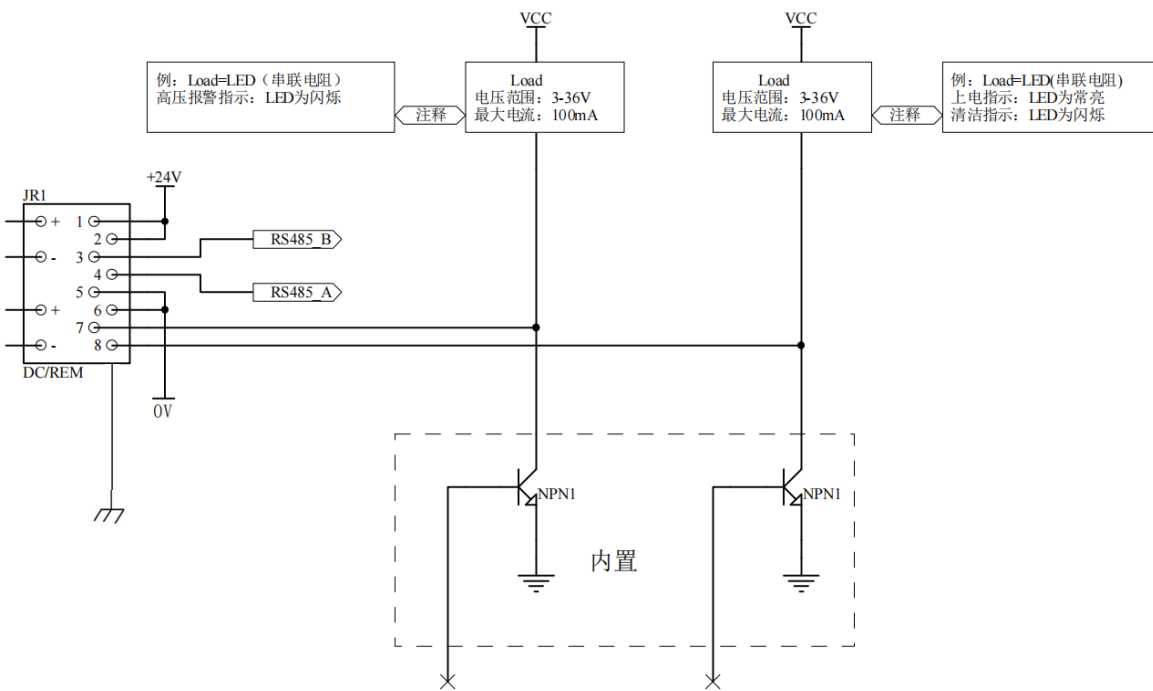 VCC
VCC
例：Load=LED（串联电阻）
高压报警指示：LED为闪烁
注释
Load
电压范围：3-36V
最大电流：100mA
Load
电压范围：3-36V
最大电流：100mA
注释
例：Load=LED(串联电阻)
上电指示：LED为常亮
清洁指示：LED为闪烁
+24V
JR1
+ 1
2
- 3
4
5
+ 6
7
- 8
RS485_B
RS485_A
DC/REM
0V
NPN1
NPN1
内置